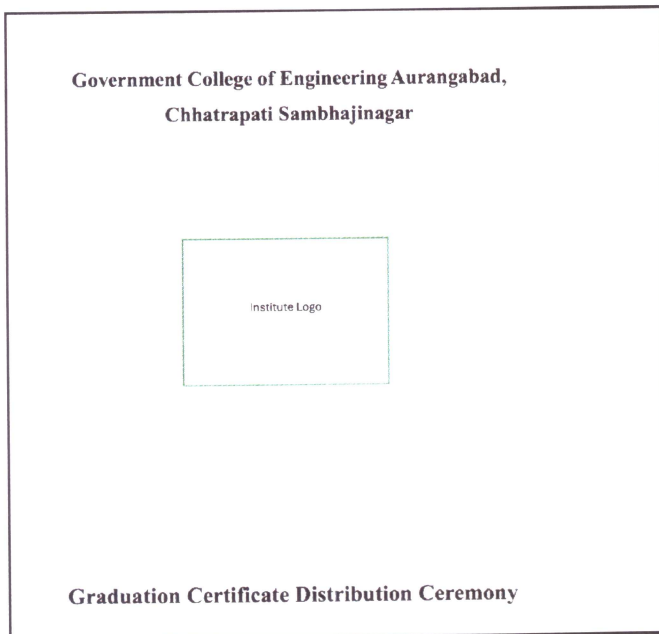 Government College of Engineering Aurangabad,
Chhatrapati Sambhajinagar
Institute Logo
Graduation Certificate Distribution Ceremony